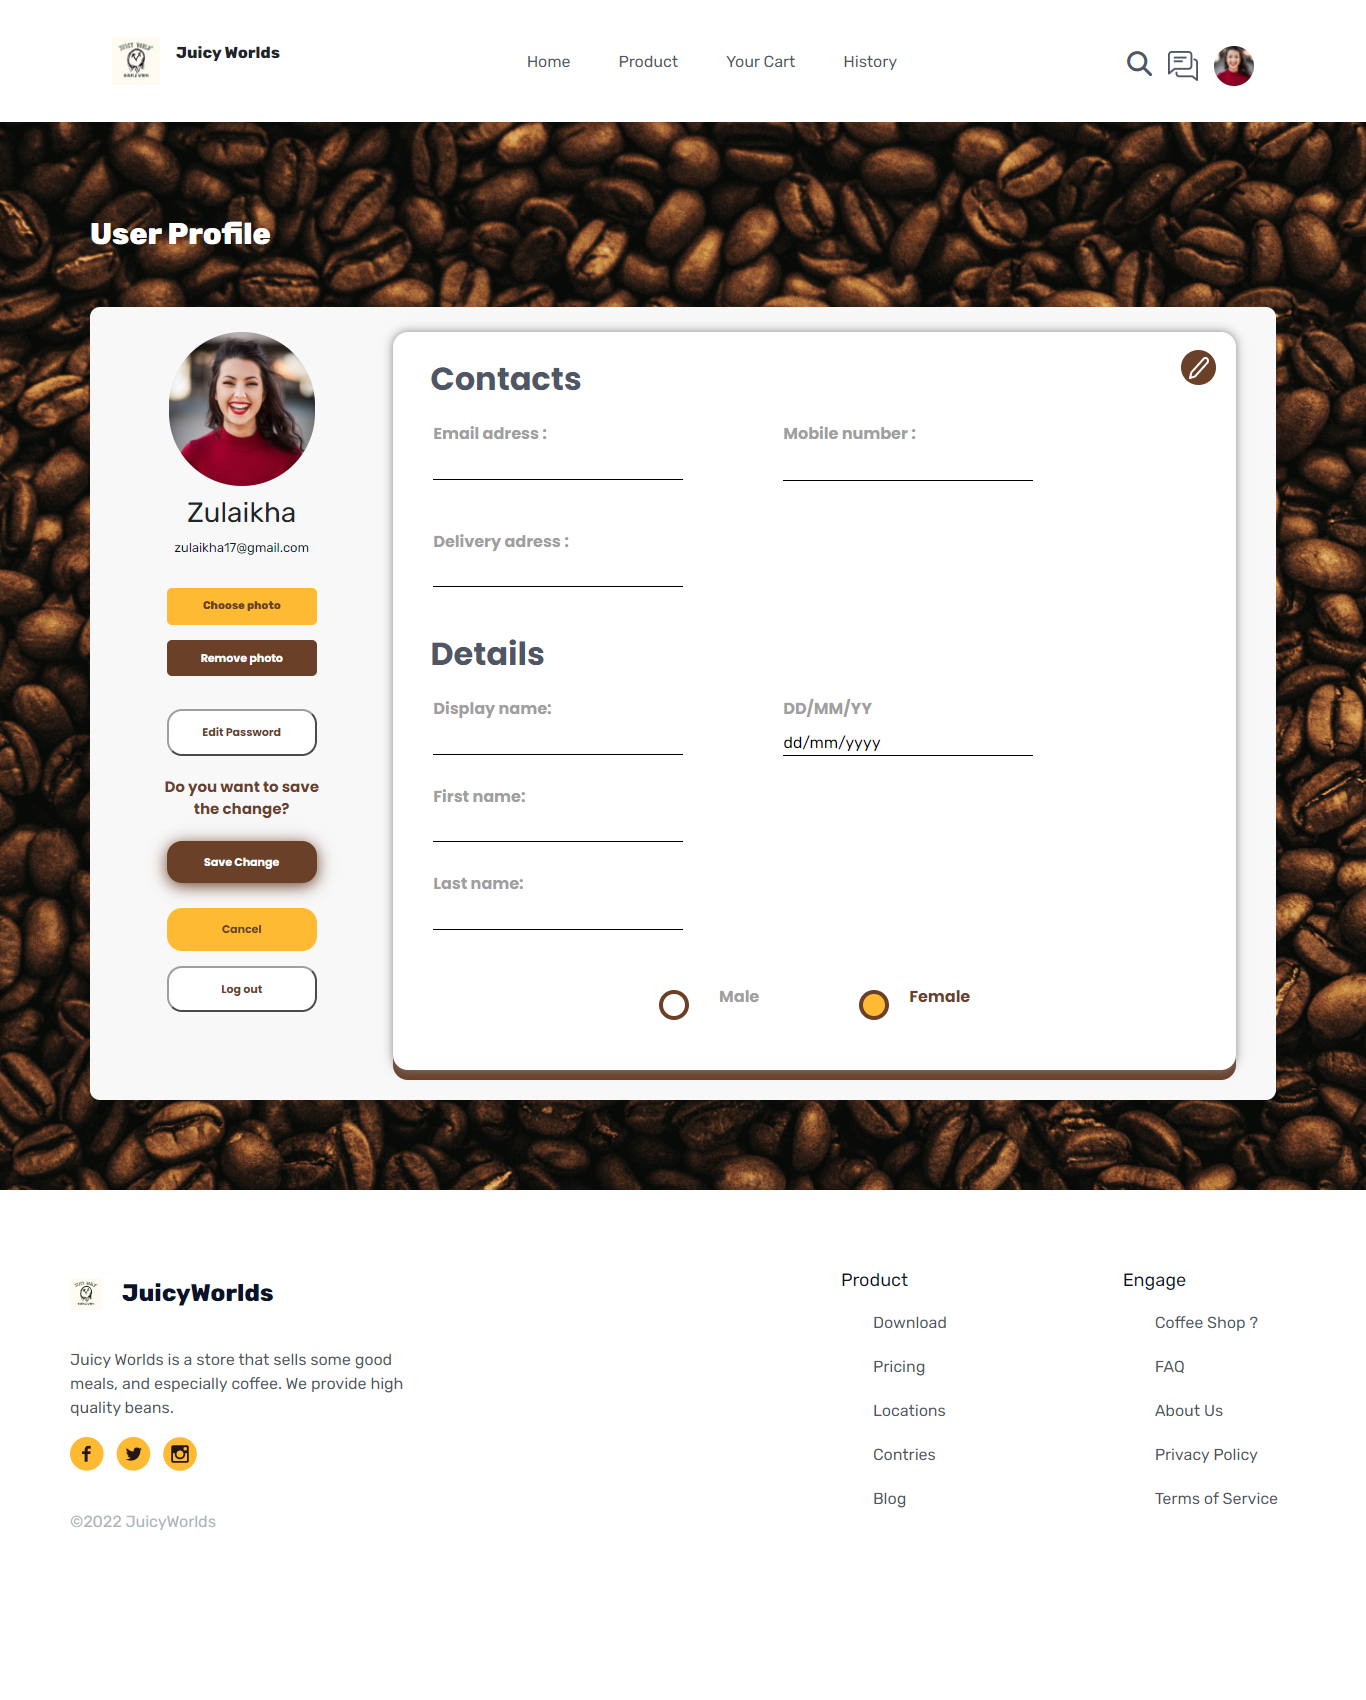 Juicy Worlds
Home Product Your Cart History
User Profile
Zulaikha
zulaikha17@gmail.com
Choose photo
Remove photo
Edit Password
Do you want to save
the change?
Save Change
Cancel
Log out
Contacts
Email adress :
Mobile number :
Delivery adress :
Details
Display name:
DD/MM/YY
dd/mm/yyyy
First name:
Last name:
Male
Female
JuicyWorlds
Juicy Worlds is a store that sells some good
meals, and especially coffee. We provide high
quality beans.
©2022 JuicyWorlds
Product
Download
Pricing
Locations
Contries
Blog
Engage
Coffee Shop ?
FAQ
About Us
Privacy Policy
Terms of Service